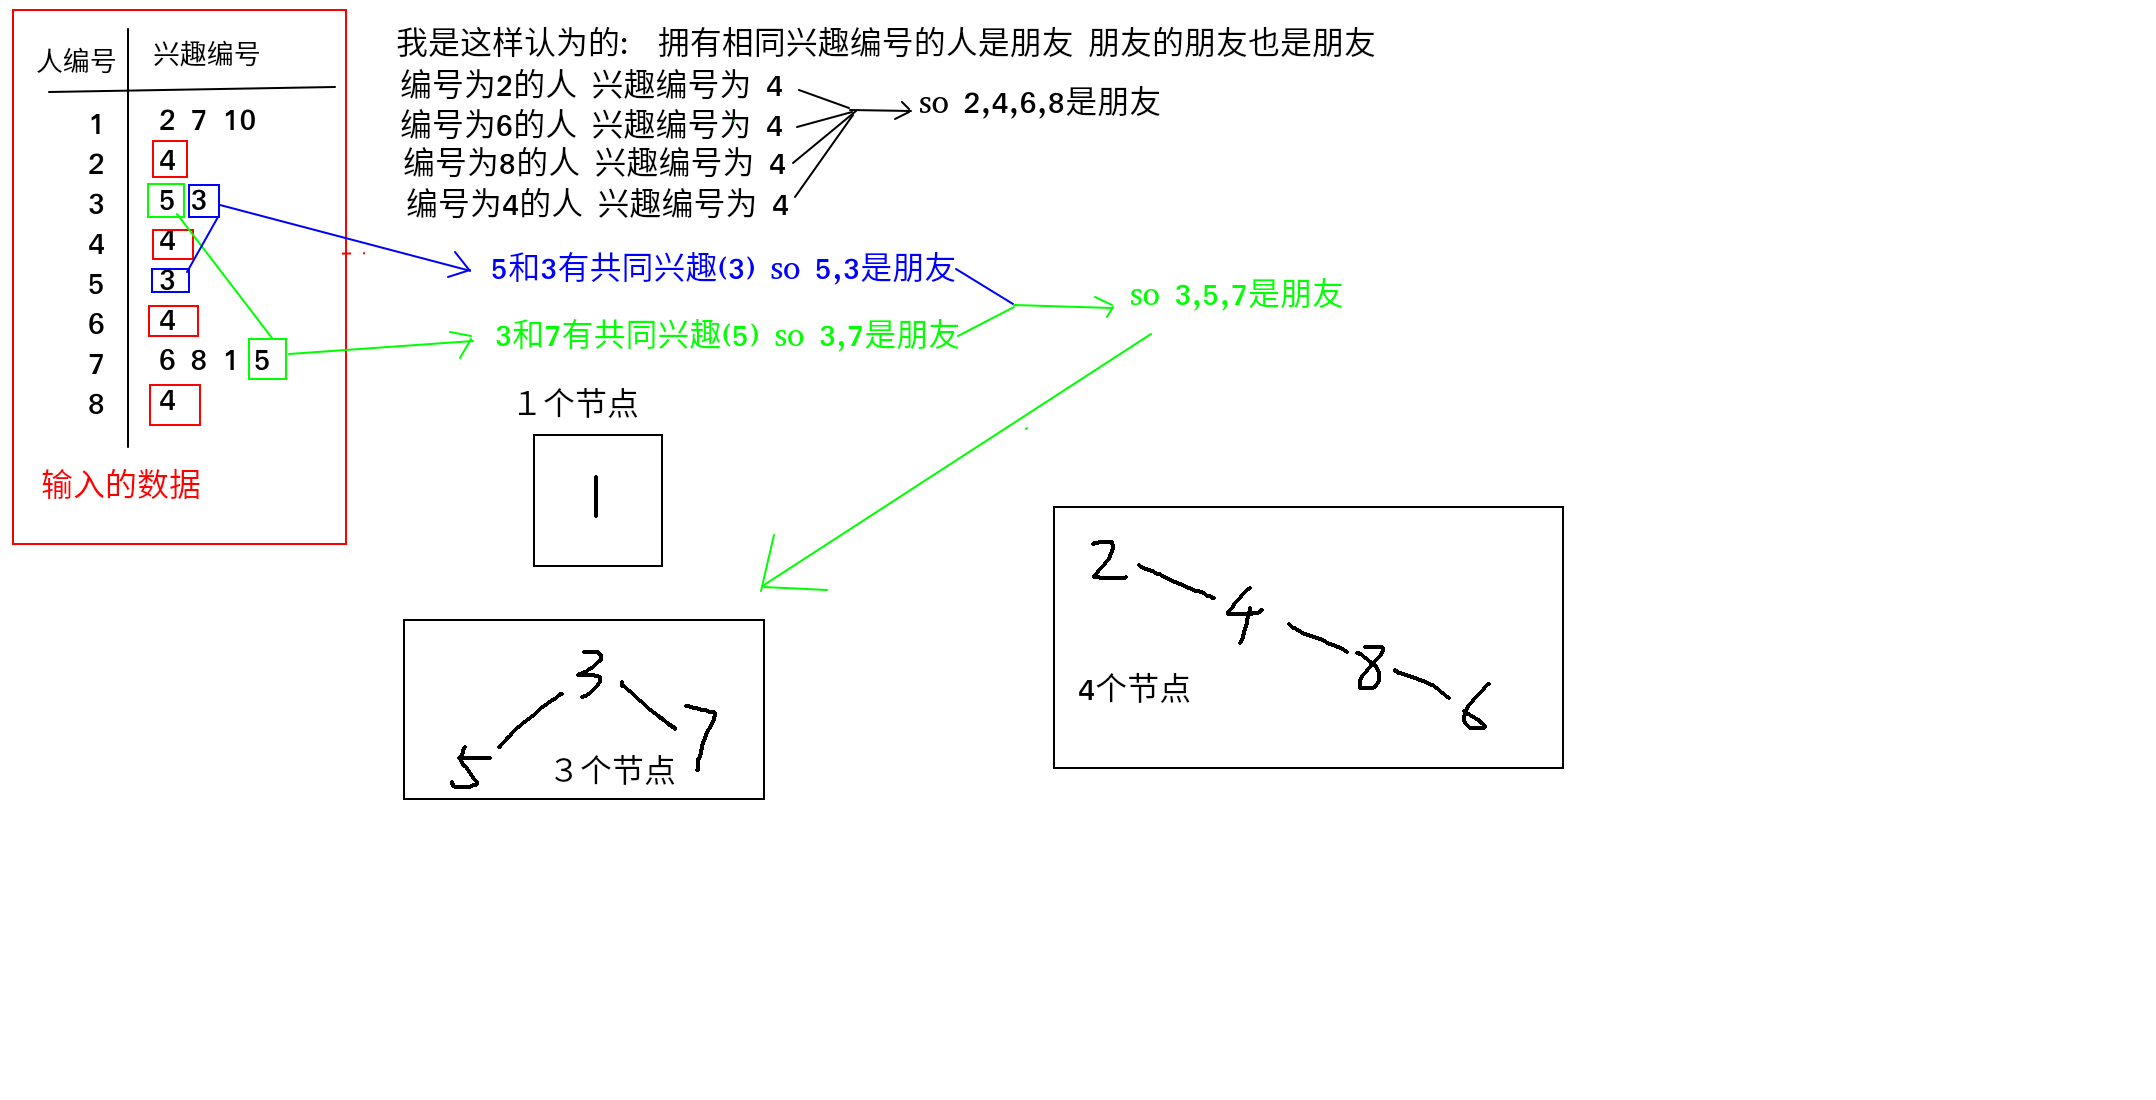 人编号 兴趣编号
1 2 7 10
2 4
3 5 3
4 4
5 3
6 4
7 6 8 1 5
8 4
输入的数据
我是这样认为的: 拥有相同兴趣编号的人是朋友 朋友的朋友也是朋友
编号为2的人 兴趣编号为 4
编号为6的人 兴趣编号为 4
编号为8的人 兴趣编号为 4
编号为4的人 兴趣编号为 4
so 2,4,6,8是朋友
5和3有共同兴趣(3) so 5,3是朋友
3和7有共同兴趣(5) so 3,7是朋友
so 3,5,7是朋友
1个节点
1
3
5 7
3个节点
2
4
8
6
4个节点